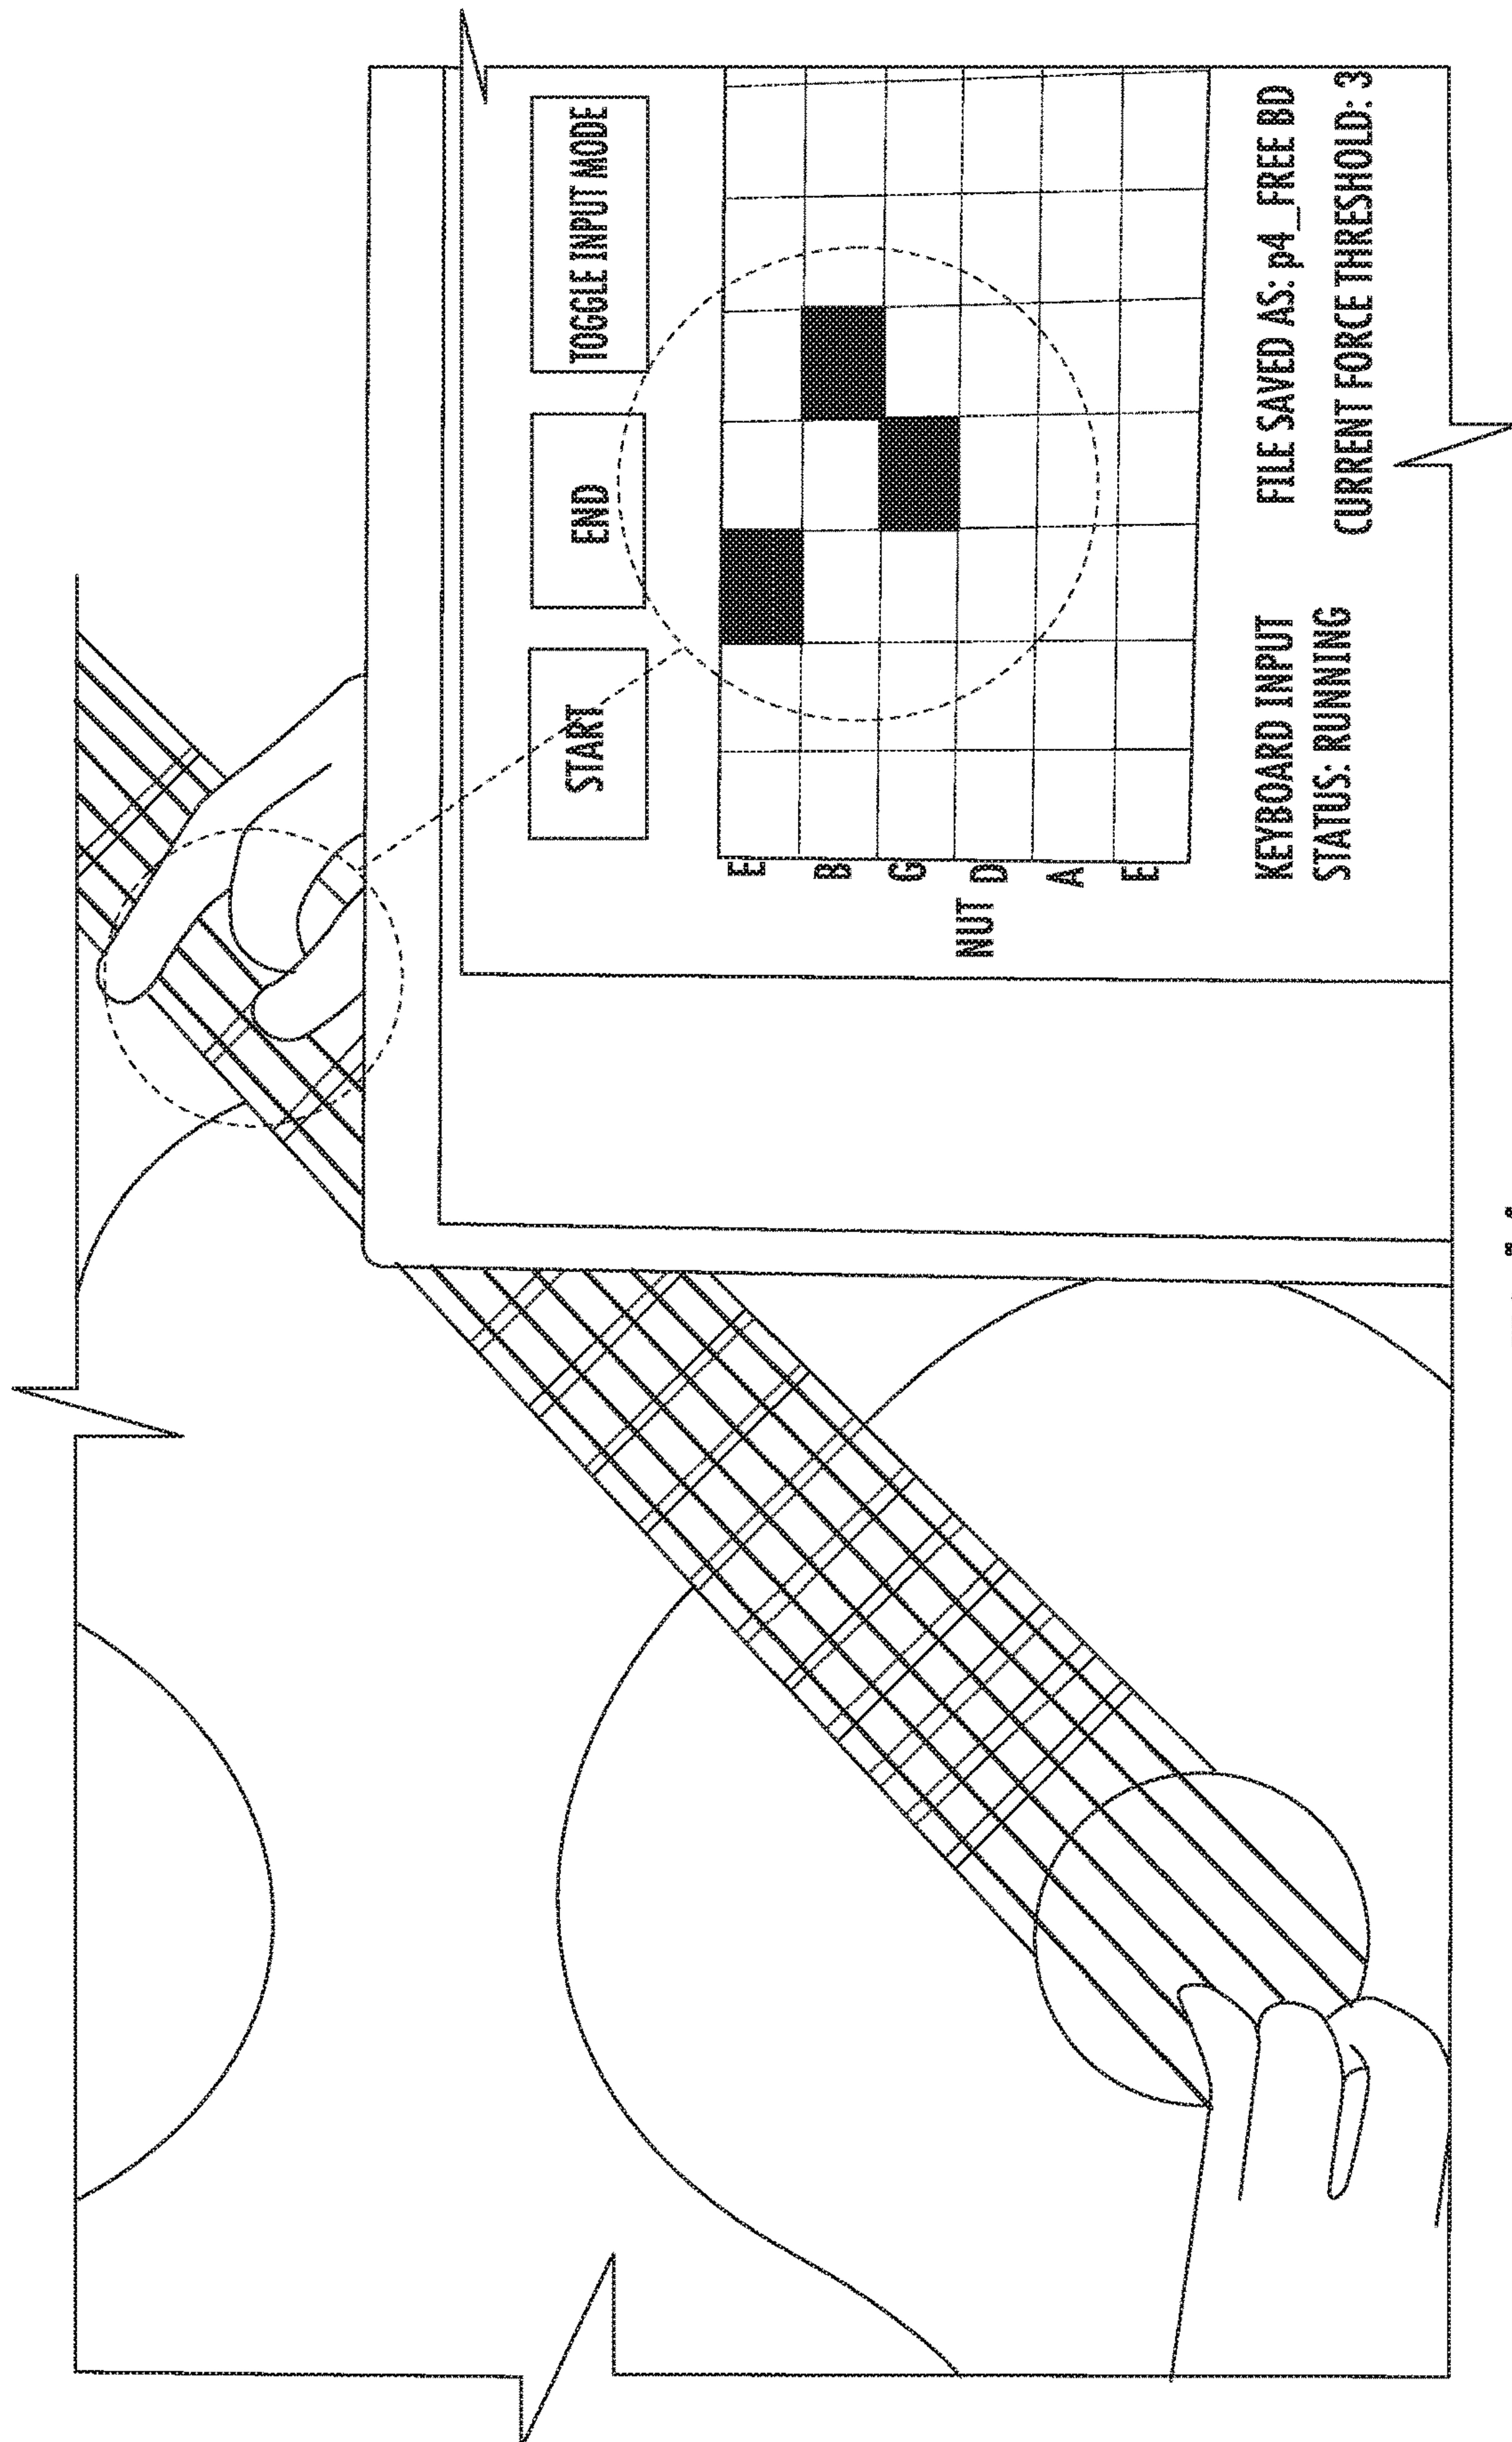 START
END
TOGGLE INPUT MODE
E
B
G
NUT D
A
E
KEYBOARD INPUT
FILE SAVED AS: p4_FREE BD
STATUS: RUNNING
CURRENT FORCE THRESHOLD: 3